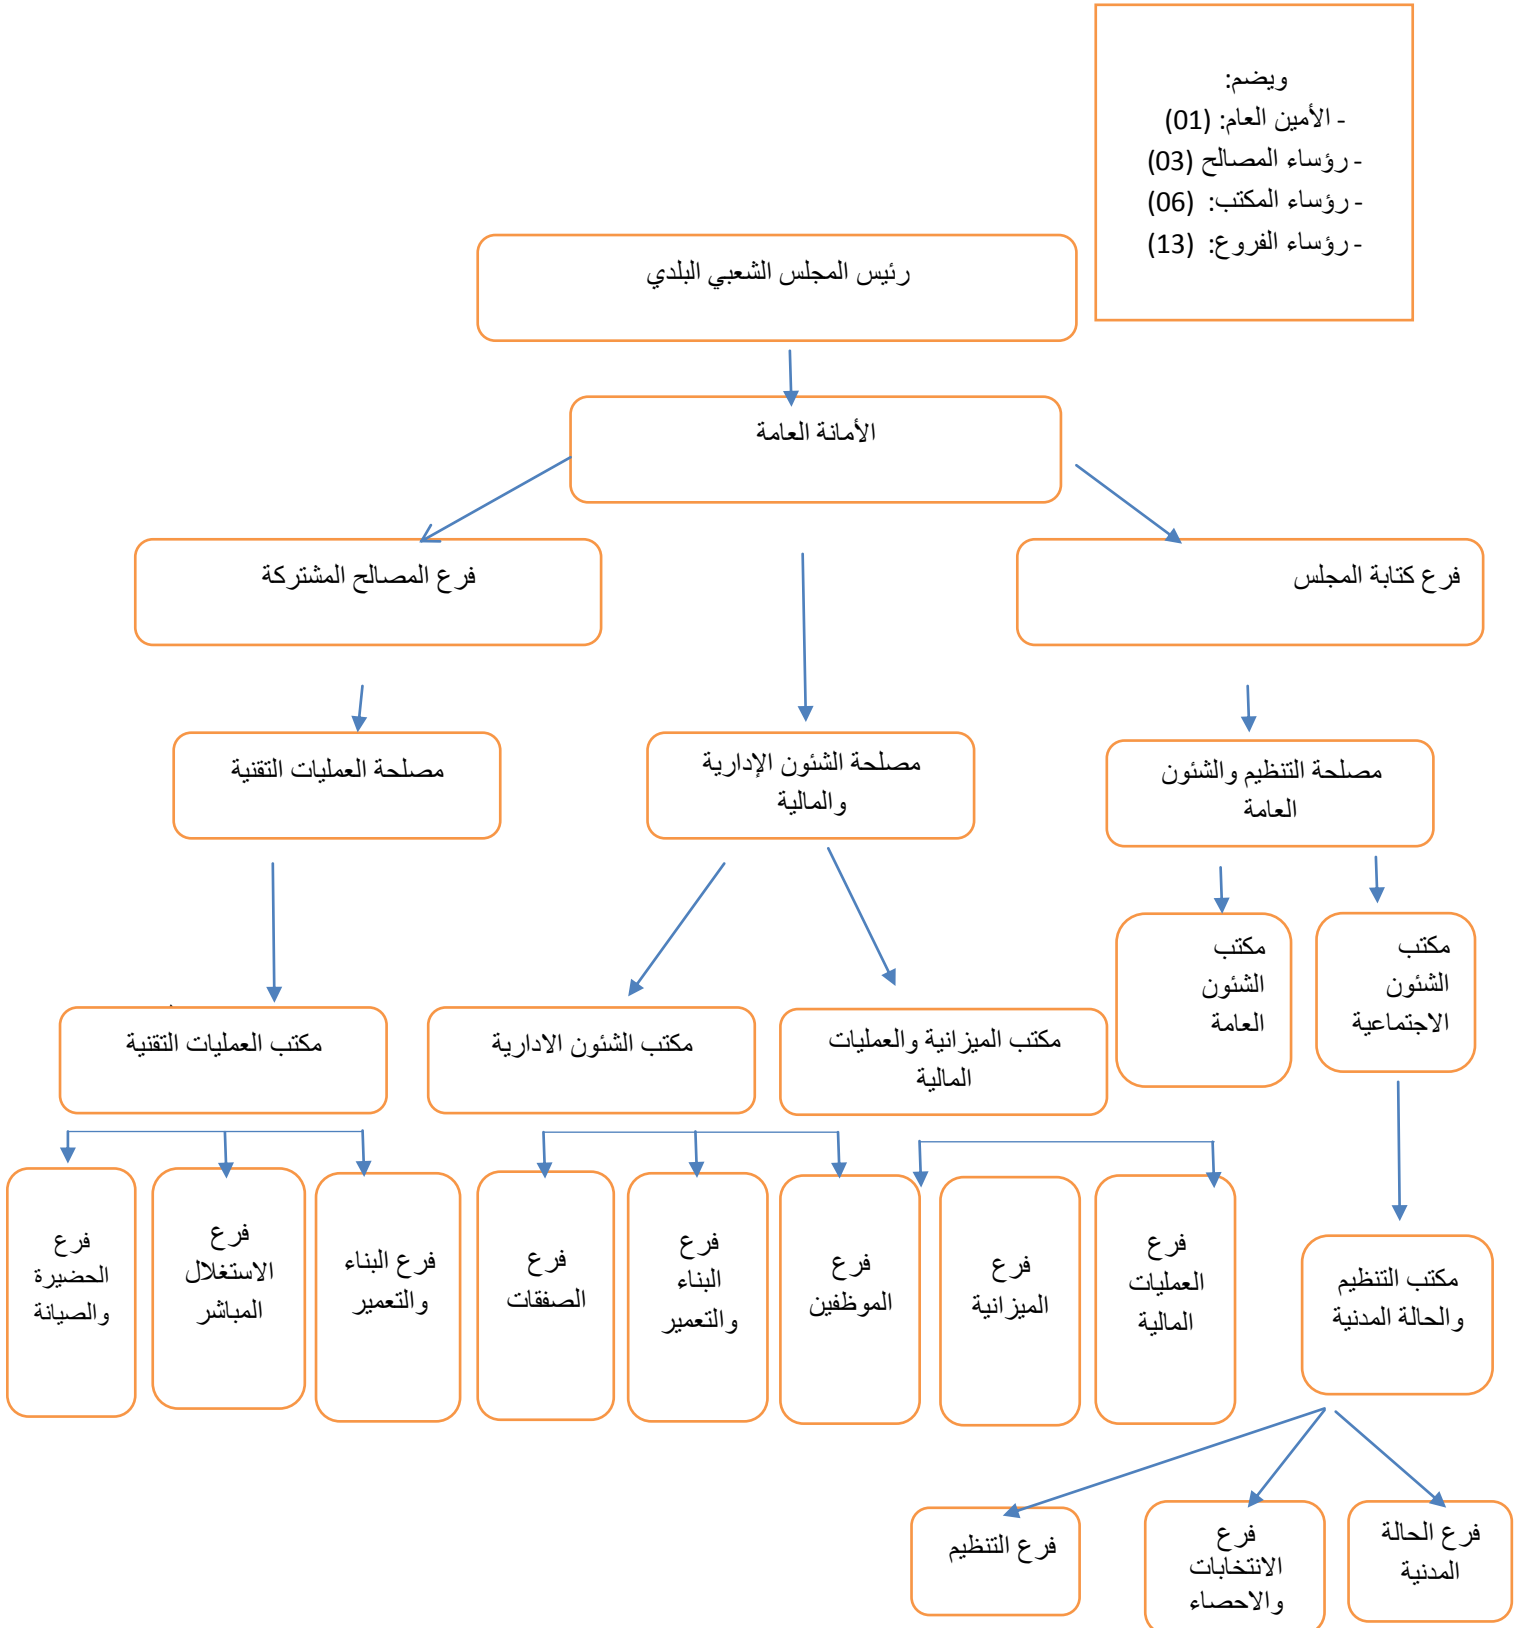 ويضم:
- الأمين العام: (01)
- رؤساء المصالح (03)
- رؤساء المكتب: (06)
- رؤساء الفروع: (13)
رئيس المجلس الشعبي البلدي
الأمانة العامة
فرع كتابة المجلس
فرع المصالح المشتركة
مصلحة التنظيم والشئون
العامة
مصلحة الشئون الإدارية
والمالية
مصلحة العمليات التقنية
مكتب
الشئون
الاجتماعية
مكتب
الشئون
العامة
مكتب الميزانية والعمليات
المالية
مكتب الشئون الادارية
مكتب العمليات التقنية
مكتب التنظيم
والحالة المدنية
فرع
العمليات
المالية
فرع
الميزانية
فرع
الموظفين
فرع
البناء
والتعمير
فرع
الصفقات
فرع البناء
والتعمير
فرع
الاستغلال
المباشر
فرع
الحضيرة
والصيانة
فرع الحالة
المدنية
فرع
الانتخابات
والاحصاء
فرع التنظيم